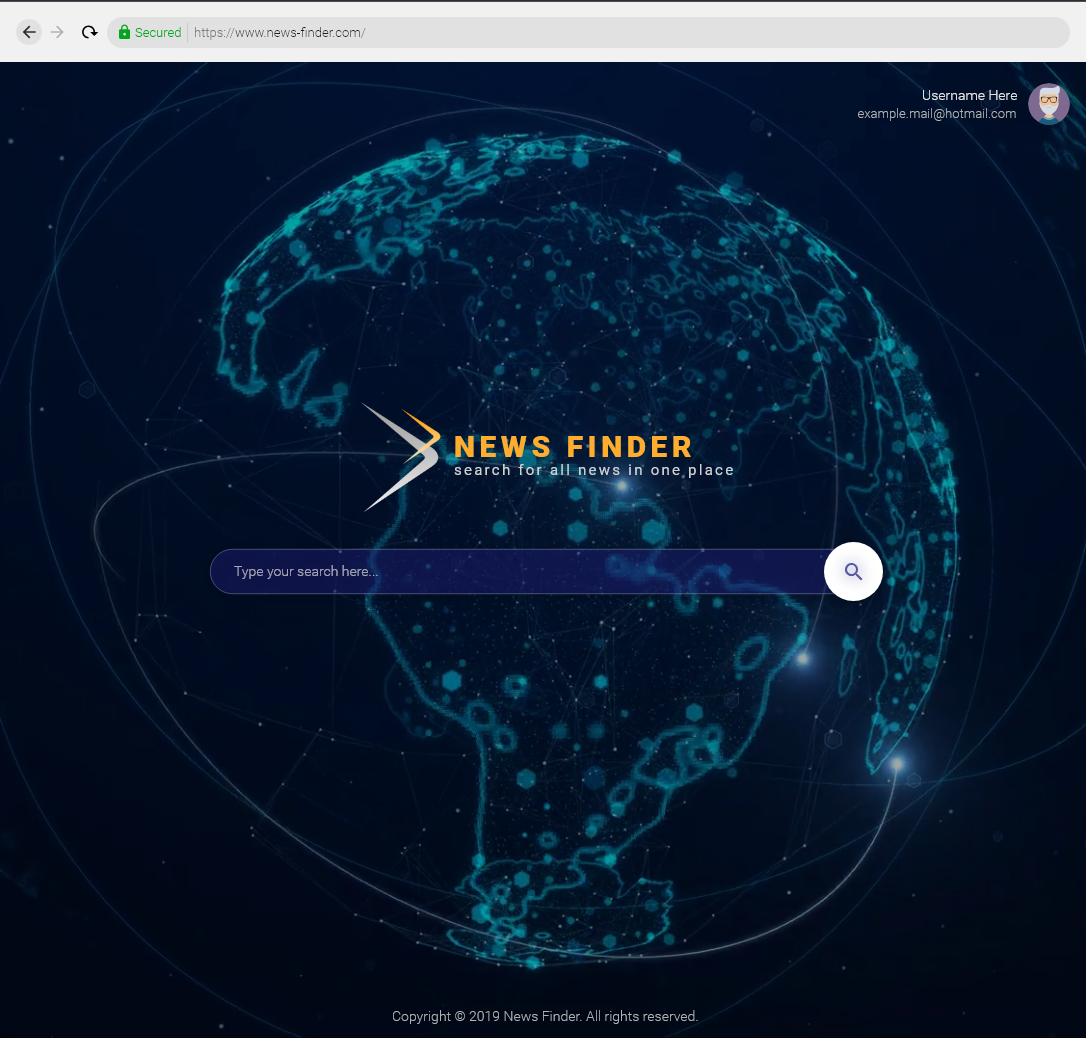 Secured
https://www.news-finder.com/
Username Here
example.mail@hotmail.com
NEWS FINDER
search for all news in one place
Type your search here...
Copyright © 2019 News Finder. All rights reserved.